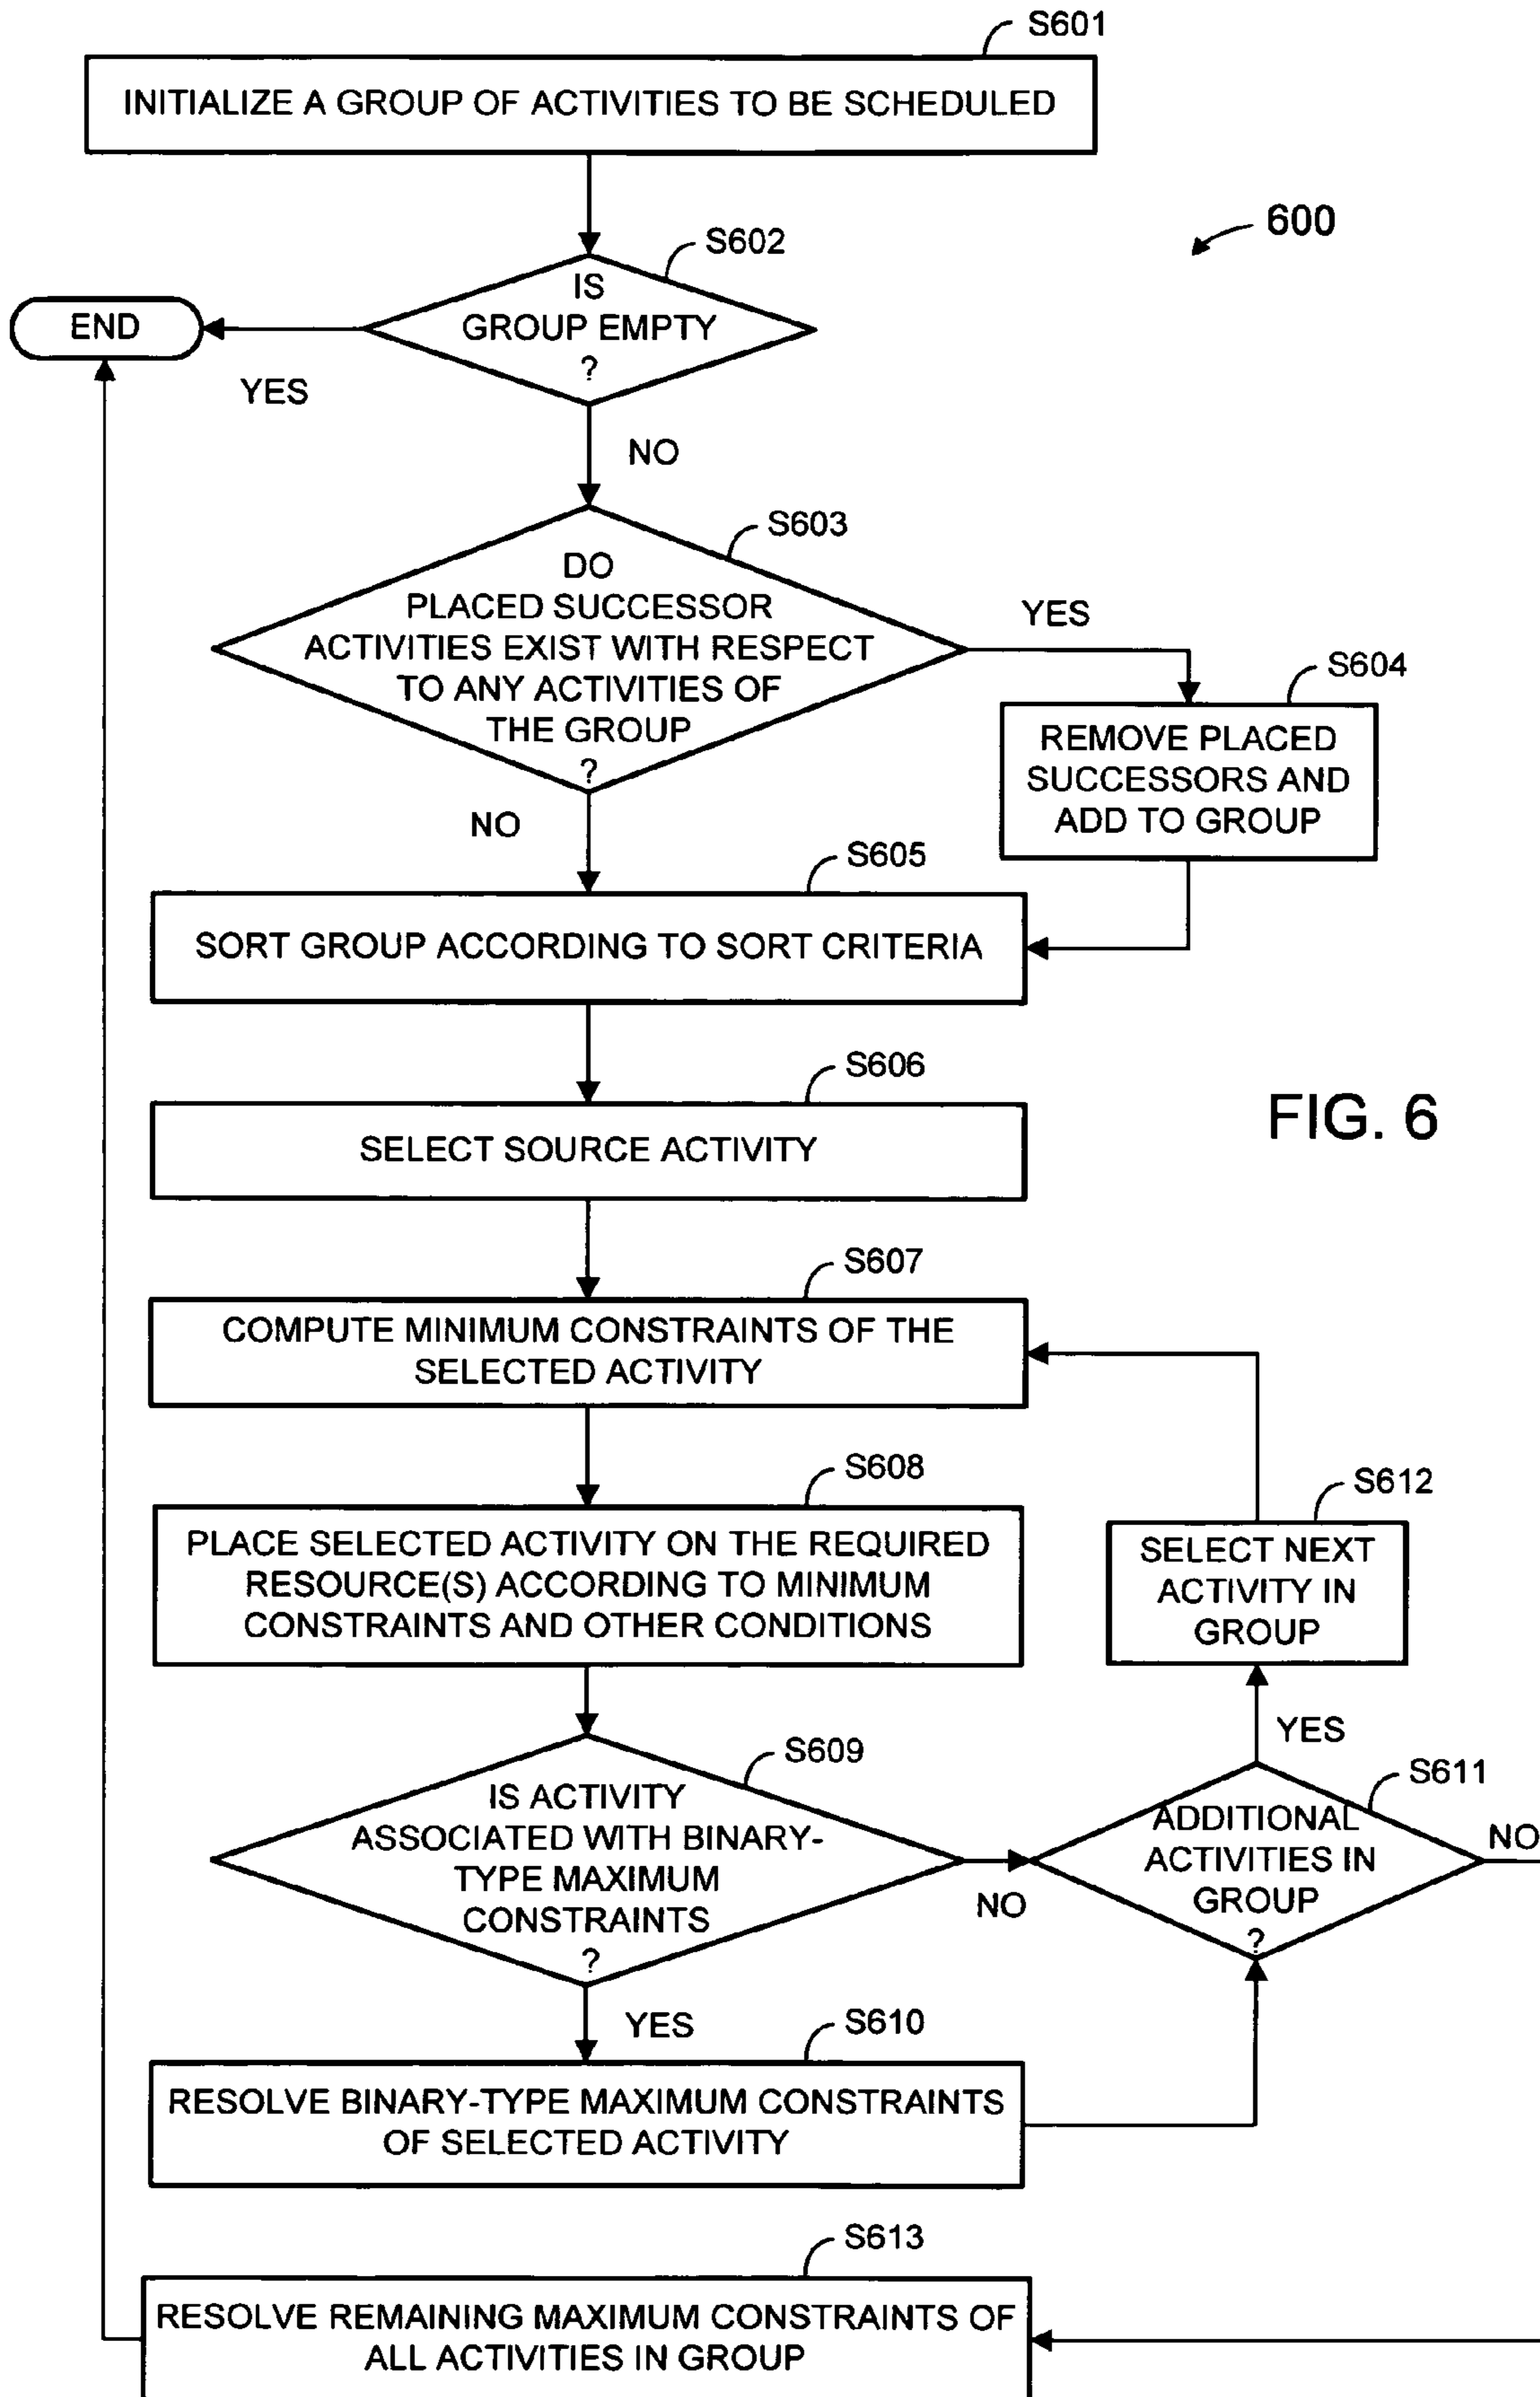 S601
INITIALIZE A GROUP OF ACTIVITIES TO BE SCHEDULED
600
S602
IS
GROUP EMPTY
?
END
YES
NO
S603
DO
PLACED SUCCESSOR
ACTIVITIES EXIST WITH RESPECT
TO ANY ACTIVITIES OF
THE GROUP
?
YES
S604
REMOVE PLACED
SUCCESSORS AND
ADD TO GROUP
NO
S605
SORT GROUP ACCORDING TO SORT CRITERIA
S606
SELECT SOURCE ACTIVITY
FIG. 6
S607
COMPUTE MINIMUM CONSTRAINTS OF THE
SELECTED ACTIVITY
S608
PLACE SELECTED ACTIVITY ON THE REQUIRED
RESOURCE(S) ACCORDING TO MINIMUM
CONSTRAINTS AND OTHER CONDITIONS
S612
SELECT NEXT
ACTIVITY IN
GROUP
YES
S609
IS ACTIVITY
ASSOCIATED WITH BINARY-
TYPE MAXIMUM
CONSTRAINTS
?
NO
S611
ADDITIONAL
ACTIVITIES IN
GROUP
?
NO
YES
S610
RESOLVE BINARY-TYPE MAXIMUM CONSTRAINTS
OF SELECTED ACTIVITY
S613
RESOLVE REMAINING MAXIMUM CONSTRAINTS OF
ALL ACTIVITIES IN GROUP